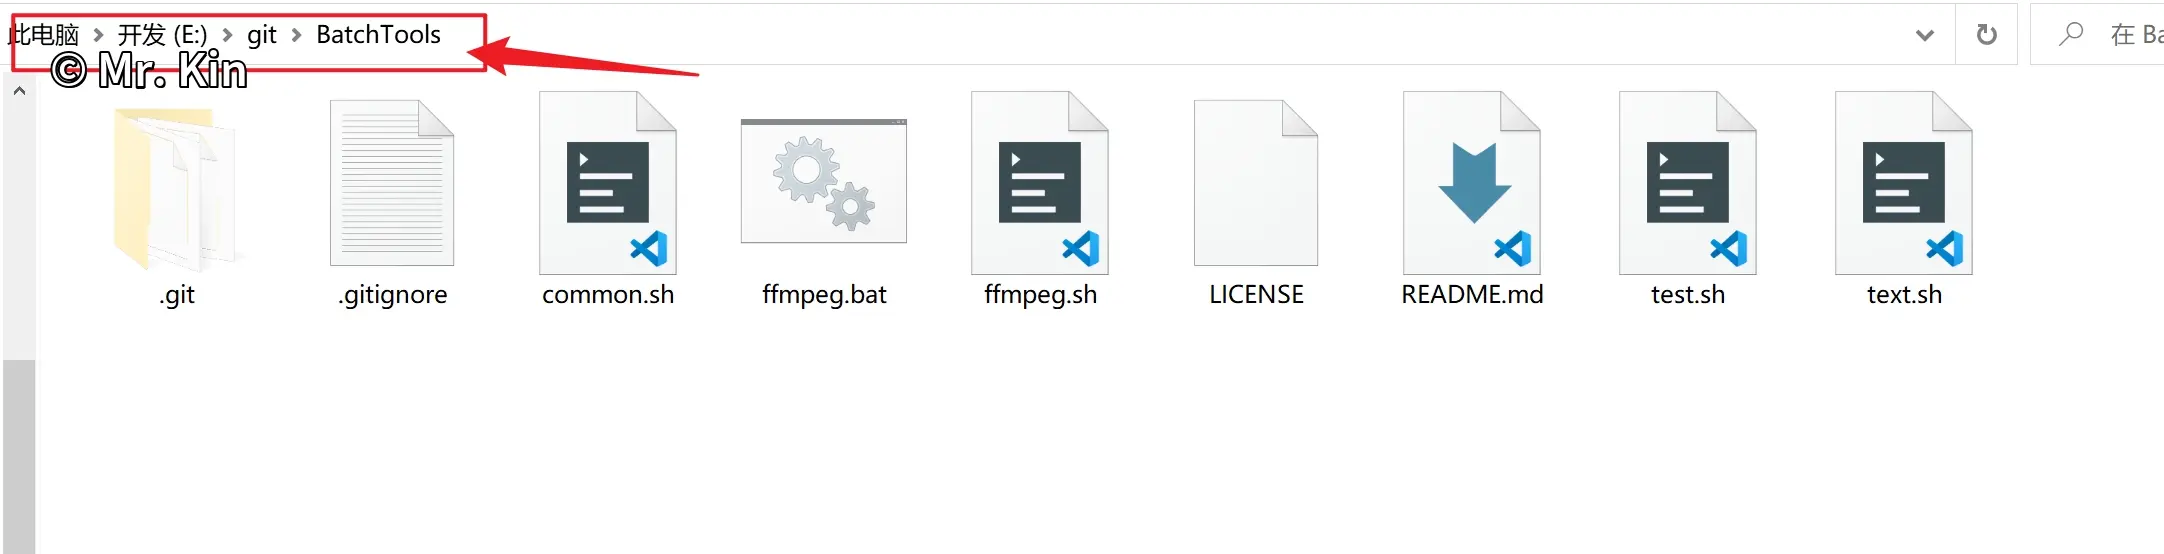 此电脑 > 开发 (E:) > git > BatchTools
在 Ba
© Mr. Kin
.git
.gitignore
common.sh
ffmpeg.bat
ffmpeg.sh
LICENSE
README.md
test.sh
text.sh